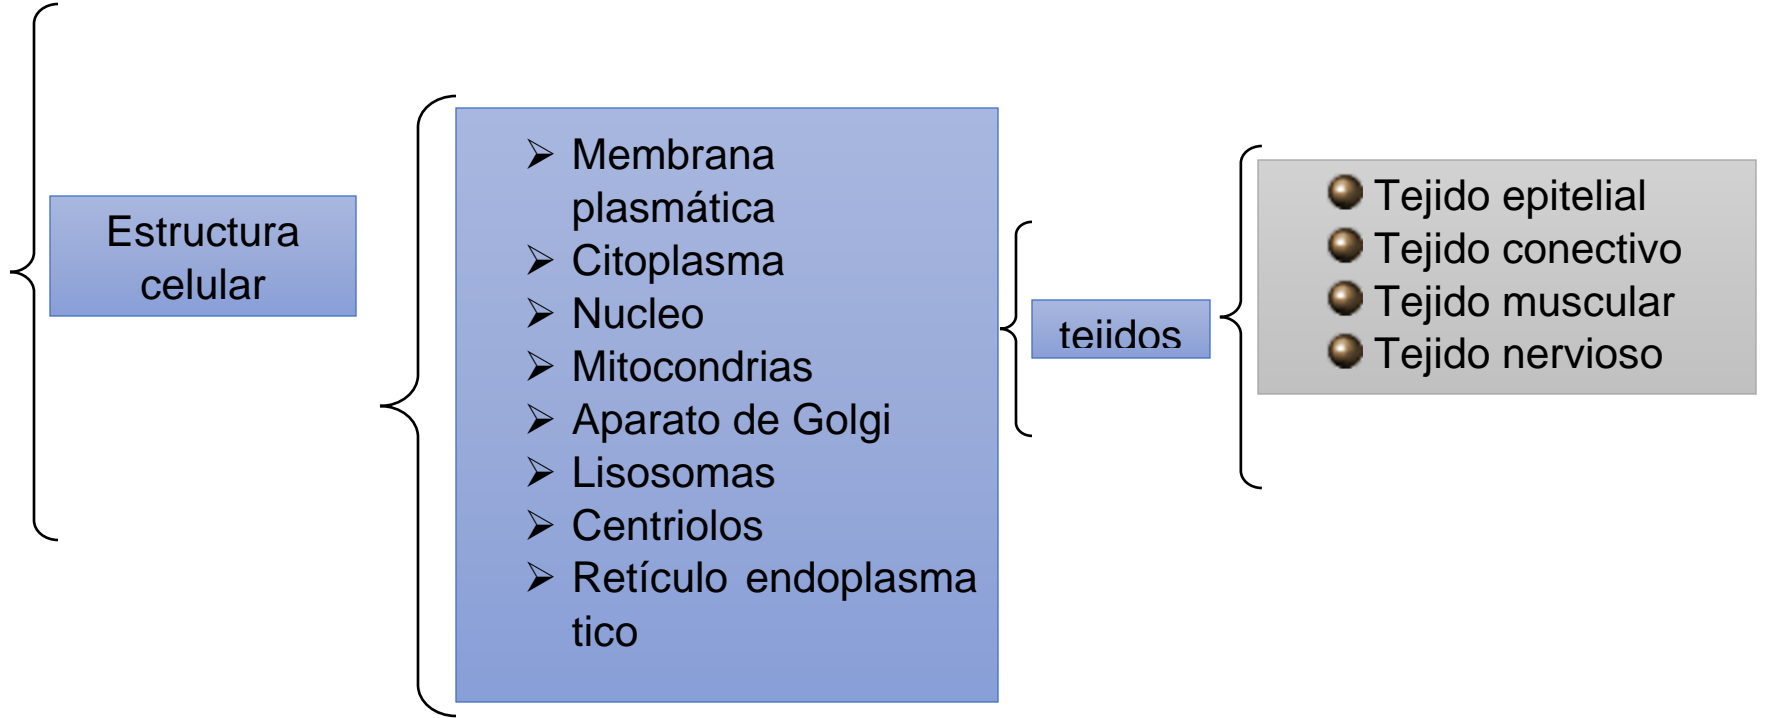 Estructura
celular
Membrana
plasmática
Citoplasma
Nucleo
Mitocondrias
Aparato de Golgi
Lisosomas
Centriolos
Retículo endoplasma
tico
tejidos
Tejido epitelial
Tejido conectivo
Tejido muscular
Tejido nervioso